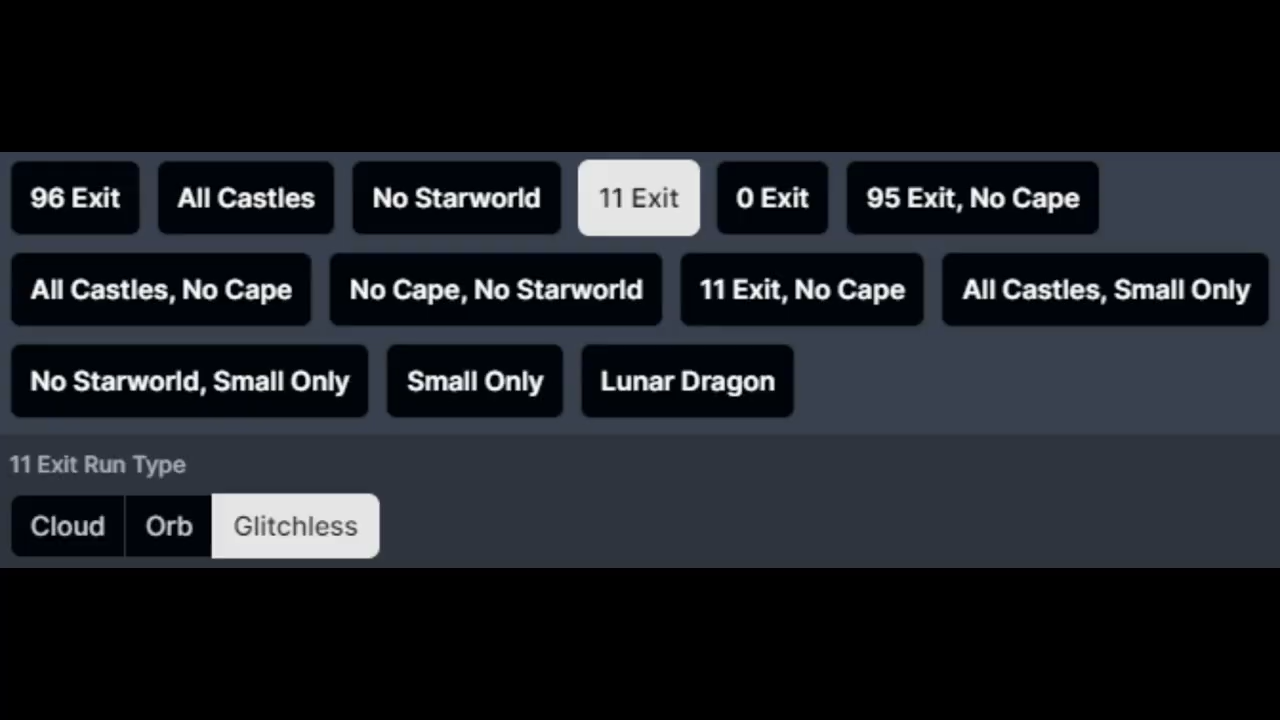 96 Exit All Castles No Starworld 11 Exit 0 Exit 95 Exit, No Cape
All Castles, No Cape No Cape, No Starworld 11 Exit, No Cape All Castles, Small Only
No Starworld, Small Only Small Only Lunar Dragon
11 Exit Run Type
Cloud Orb Glitchless